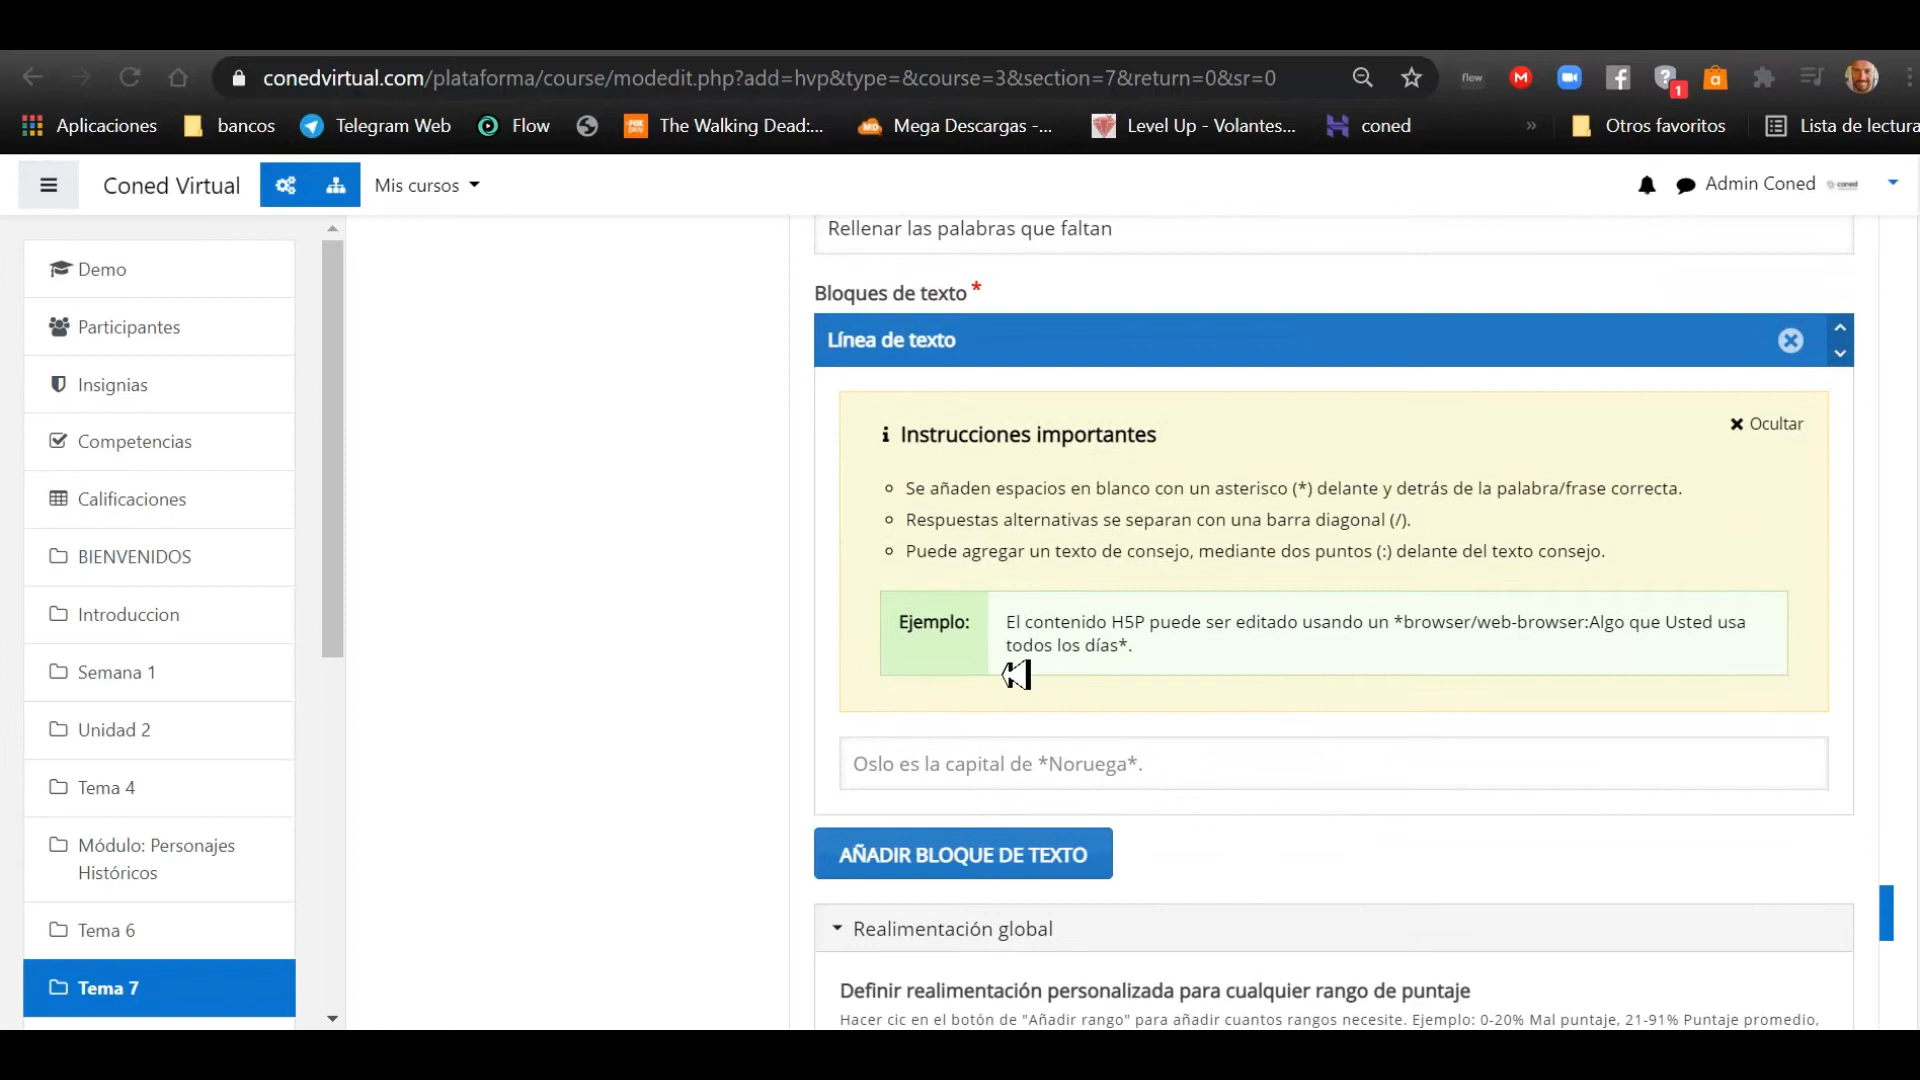 conedvirtual.com/plataforma/course/modedit.php?add=hvp&type=&course=3&section=7&return=0&sr=0
flow
1
Aplicaciones
bancos
Telegram Web
Flow
The Walking Dead:...
Mega Descargas -...
Level Up - Volantes...
coned
»
Otros favoritos
Lista de lectura
Coned Virtual
Mis cursos
Admin Coned
coned
Demo
Participantes
Insignias
Competencias
Calificaciones
BIENVENIDOS
Introduccion
Semana 1
Unidad 2
Tema 4
Módulo: Personajes
Históricos
Tema 6
Tema 7
Rellenar las palabras que faltan
Bloques de texto *
Línea de texto
Instrucciones importantes
Ocultar
Se añaden espacios en blanco con un asterisco (*) delante y detrás de la palabra/frase correcta.
Respuestas alternativas se separan con una barra diagonal (/).
Puede agregar un texto de consejo, mediante dos puntos (:) delante del texto consejo.
Ejemplo:
El contenido H5P puede ser editado usando un *browser/web-browser:Algo que Usted usa
todos los días*.
Oslo es la capital de *Noruega*.
AÑADIR BLOQUE DE TEXTO
Realimentación global
Definir realimentación personalizada para cualquier rango de puntaje
Hacer cic en el botón de "Añadir rango" para añadir cuantos rangos necesite. Ejemplo: 0-20% Mal puntaje, 21-91% Puntaje promedio,